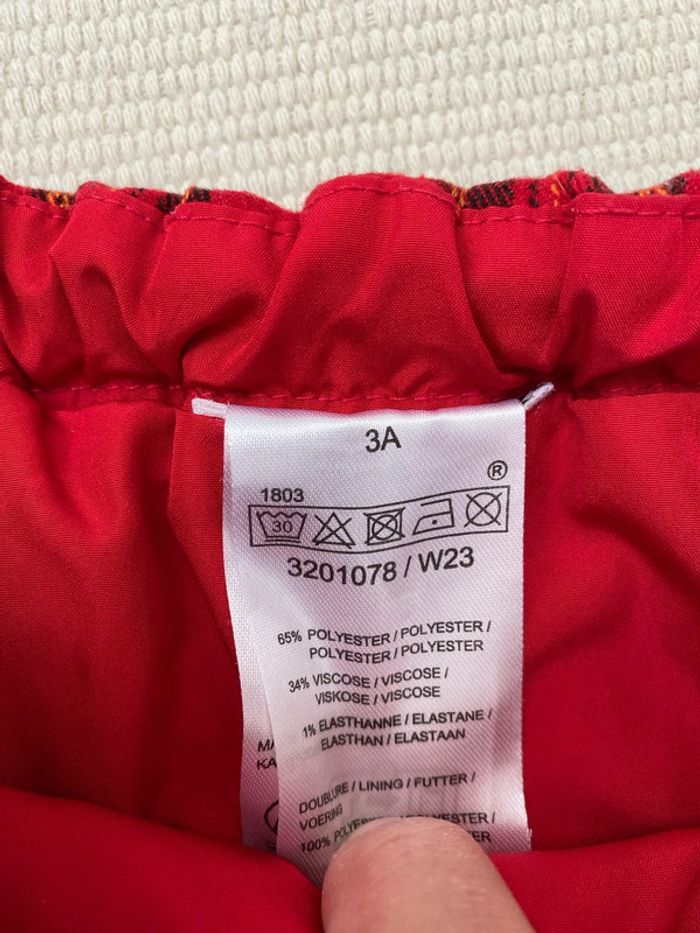 3A
®
1803
30
3201078 / W23
65% POLYESTER / POLYESTER /
POLYESTER / POLYESTER
34% VISCOSE / VISCOSE /
VISKOSE / VISCOSE
1% ELASTHANNE / ELASTANE /
ELASTHAN / ELASTAAN
DOUBLURE / LINING / FUTTER /
VOERING
100%